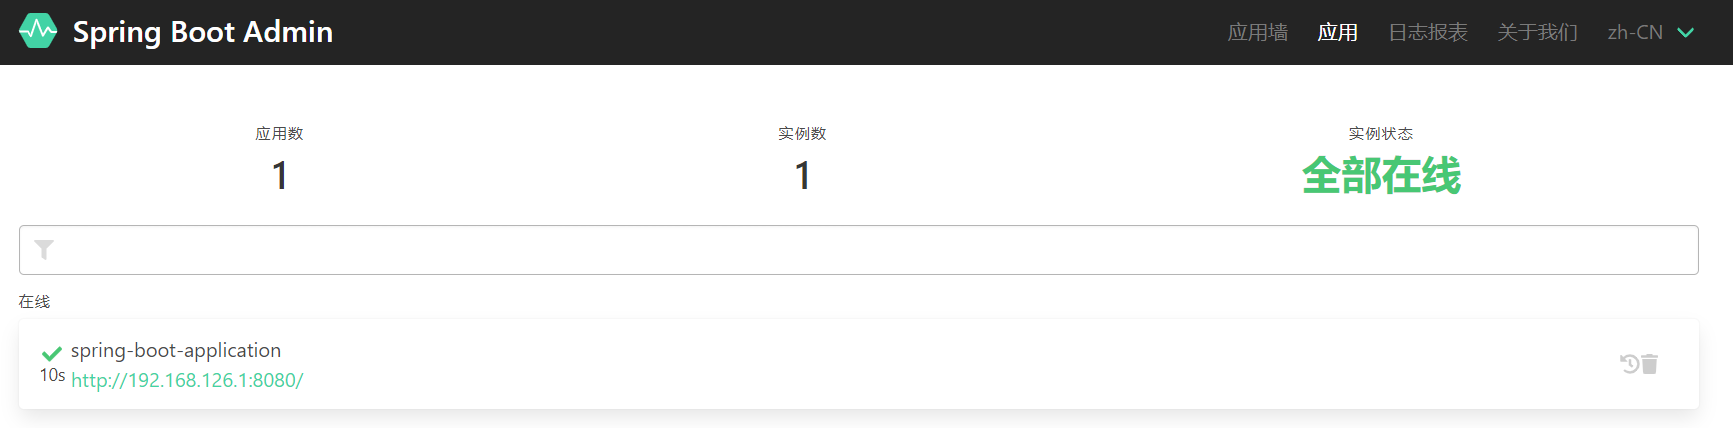 Spring Boot Admin 应用墙 应用 日志报表 关于我们 zh-CN
应用数 实例数 实例状态
1 1 全部在线
在线
spring-boot-application
10s http://192.168.126.1:8080/